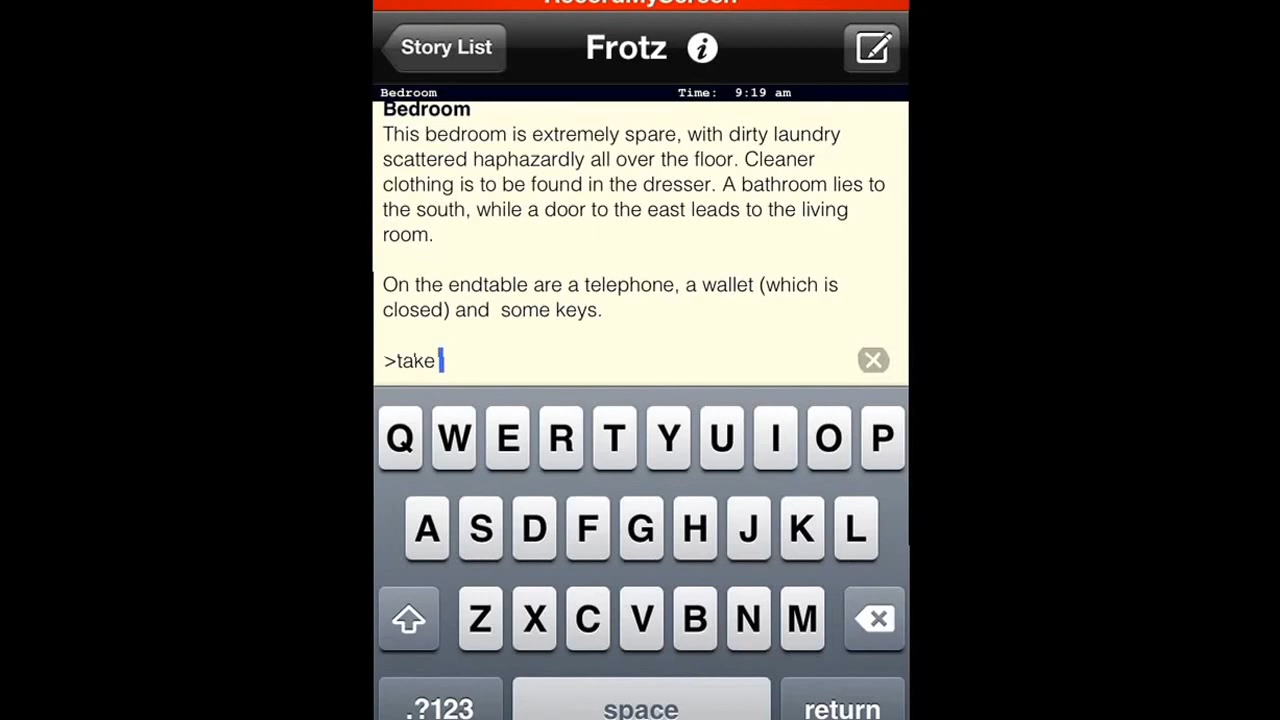 RecordMyScreen
Story List Frotz i
Bedroom Time: 9:19 am
Bedroom
This bedroom is extremely spare, with dirty laundry
scattered haphazardly all over the floor. Cleaner
clothing is to be found in the dresser. A bathroom lies to
the south, while a door to the east leads to the living
room.
On the endtable are a telephone, a wallet (which is
closed) and  some keys.
>take
Q W E R T Y U I O P
A S D F G H J K L
Z X C V B N M
.?123 space return